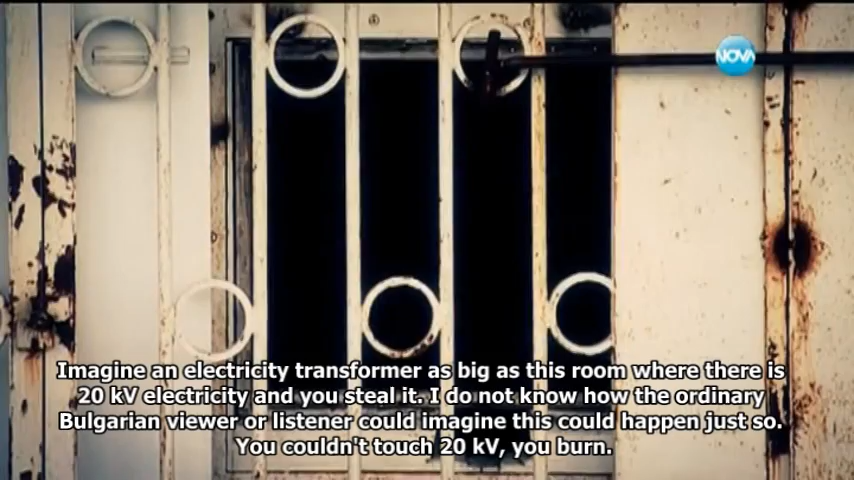 NOVA
Imagine an electricity transformer as big as this room where there is
20 kV electricity and you steal it. I do not know how the ordinary
Bulgarian viewer or listener could imagine this could happen just so.
You couldn't touch 20 kV, you burn.